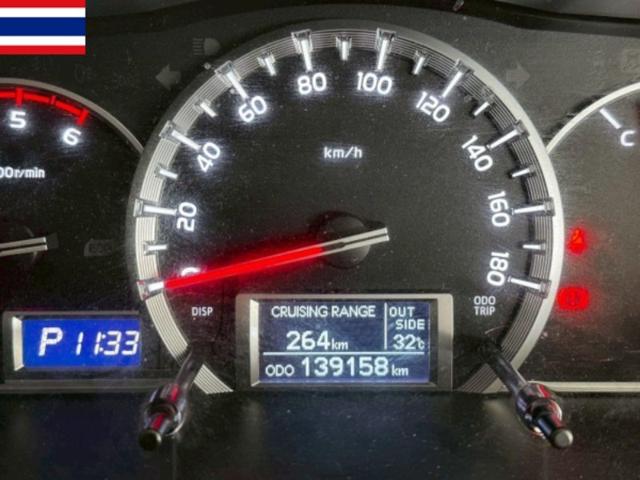 5
6
00r/min
0
20
40
60
80
100
120
140
160
180
km/h
DISP
ODO
TRIP
C
P 11:33
CRUISING RANGE
264km
OUT
SIDE
32℃
ODO 139158 km